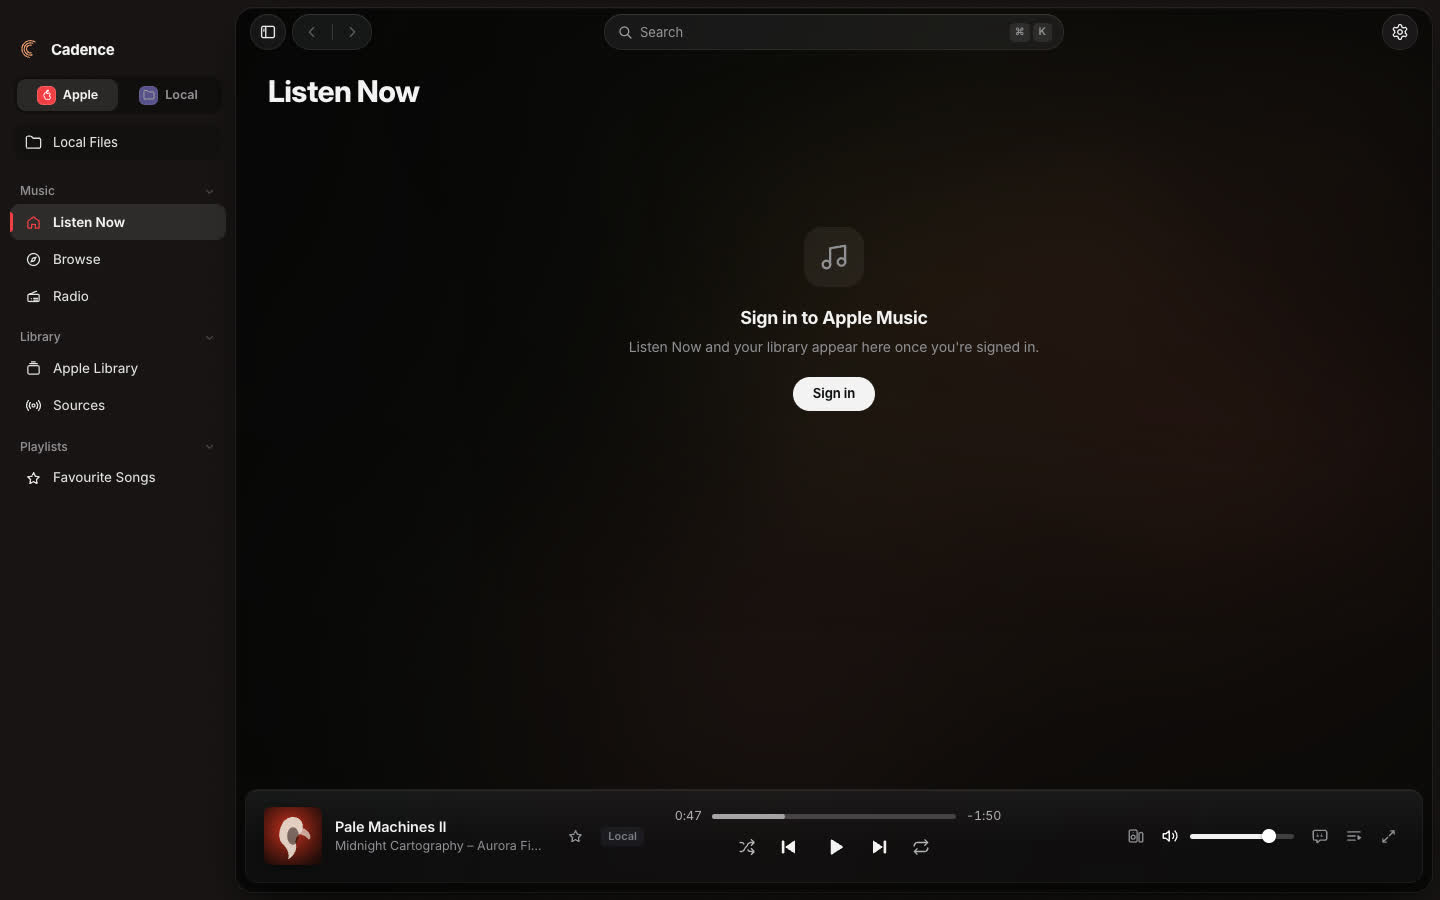 Cadence
Apple
Local
Local Files
Music
Listen Now
Browse
Radio
Library
Apple Library
Sources
Playlists
Favourite Songs
Search
⌘ K
Listen Now
Sign in to Apple Music
Listen Now and your library appear here once you're signed in.
Sign in
Pale Machines II
Midnight Cartography – Aurora Fi...
Local
0:47
-1:50